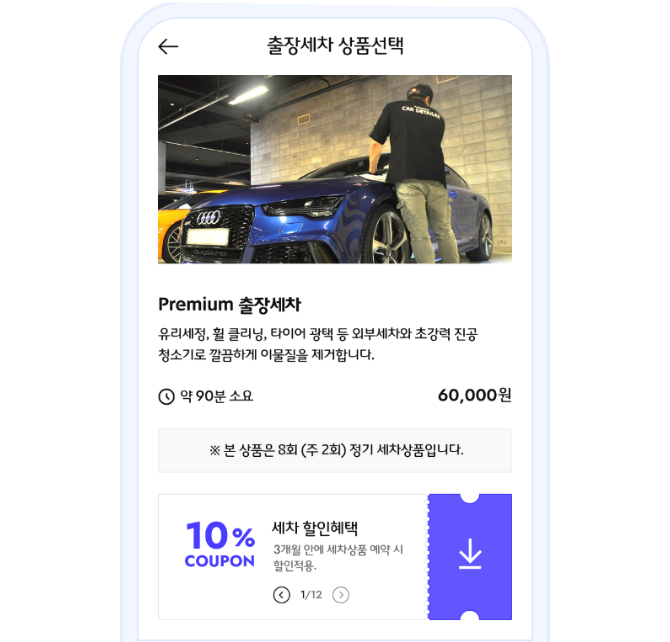 출장세차 상품선택
CAR DETAILER
Premium 출장세차
유리세정, 휠 클리닝, 타이어 광택 등 외부세차와 초강력 진공
청소기로 깔끔하게 이물질을 제거합니다.
약 90분 소요
60,000원
※ 본 상품은 8회 (주 2회) 정기 세차상품입니다.
10%
COUPON
세차 할인혜택
3개월 안에 세차상품 예약 시
할인적용.
1/12